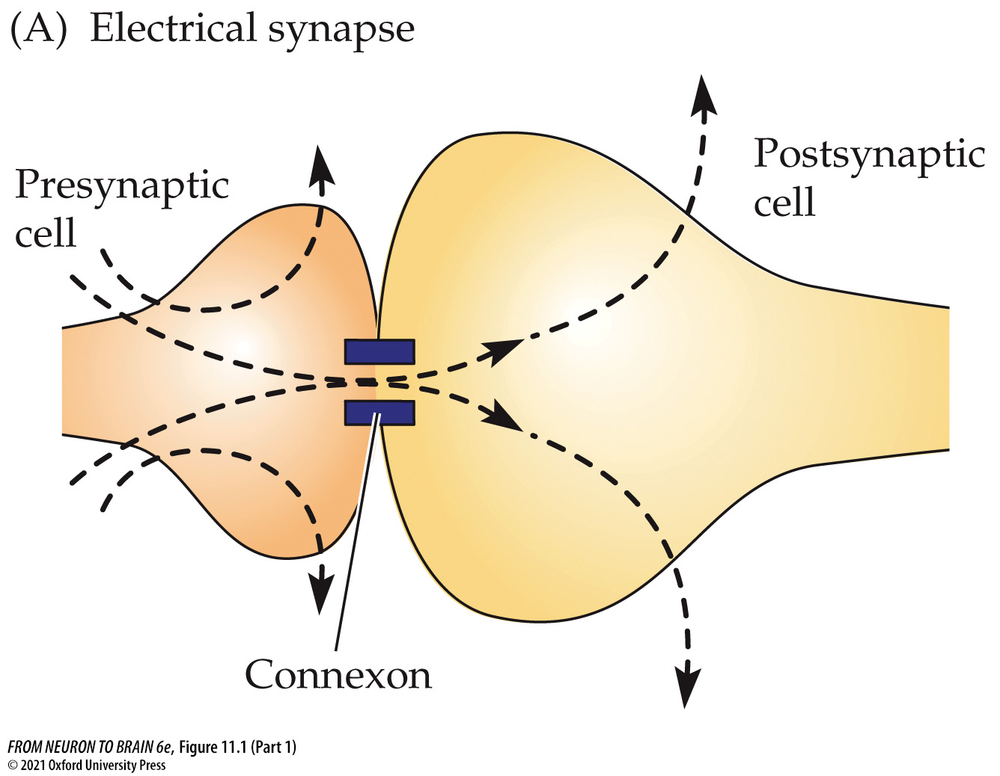 (A) Electrical synapse
Presynaptic
cell
Postsynaptic
cell
Connexon
FROM NEURON TO BRAIN 6e, Figure 11.1 (Part 1)
© 2021 Oxford University Press